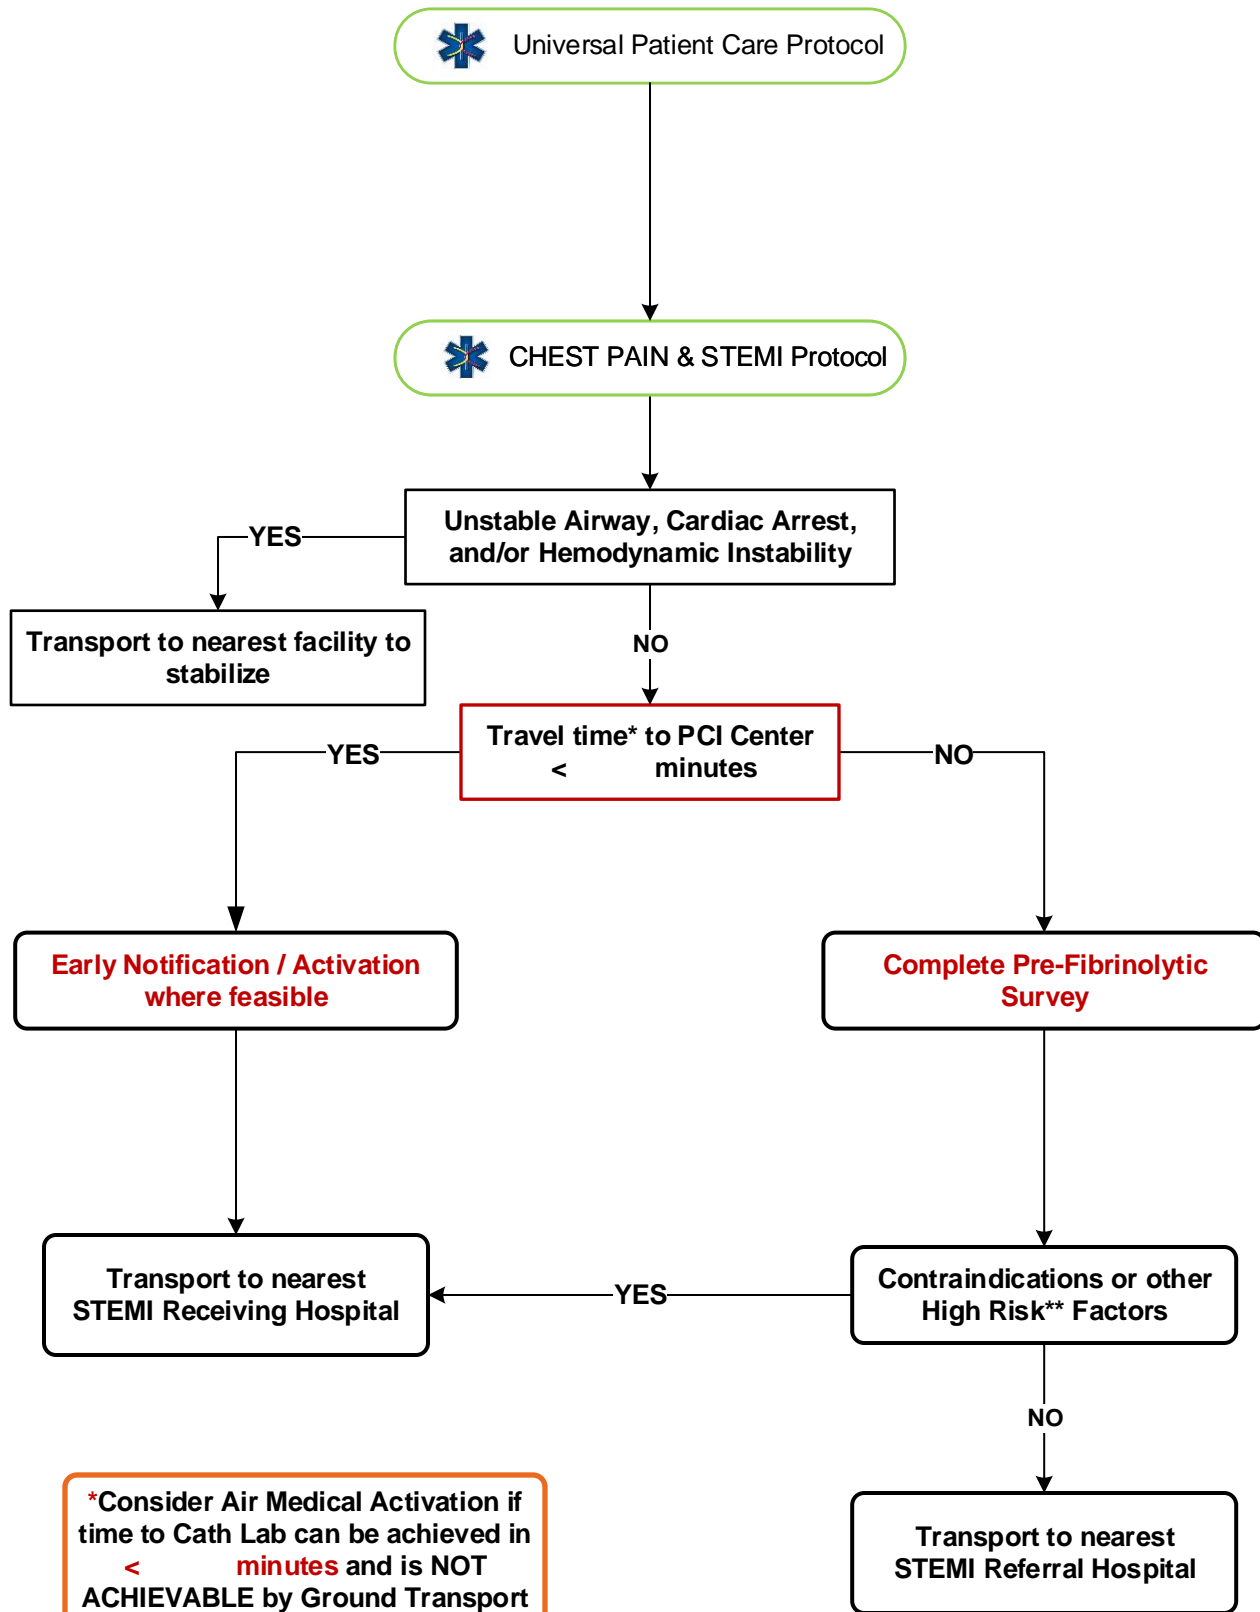 Universal Patient Care Protocol
CHEST PAIN & STEMI Protocol
Unstable Airway, Cardiac Arrest,
and/or Hemodynamic Instability
YES
Transport to nearest facility to
stabilize
NO
Travel time* to PCI Center
< minutes
YES
NO
Early Notification / Activation
where feasible
Complete Pre-Fibrinolytic
Survey
Transport to nearest
STEMI Receiving Hospital
YES
Contraindications or other
High Risk** Factors
NO
*Consider Air Medical Activation if
time to Cath Lab can be achieved in
< minutes and is NOT
ACHIEVABLE by Ground Transport
Transport to nearest
STEMI Referral Hospital